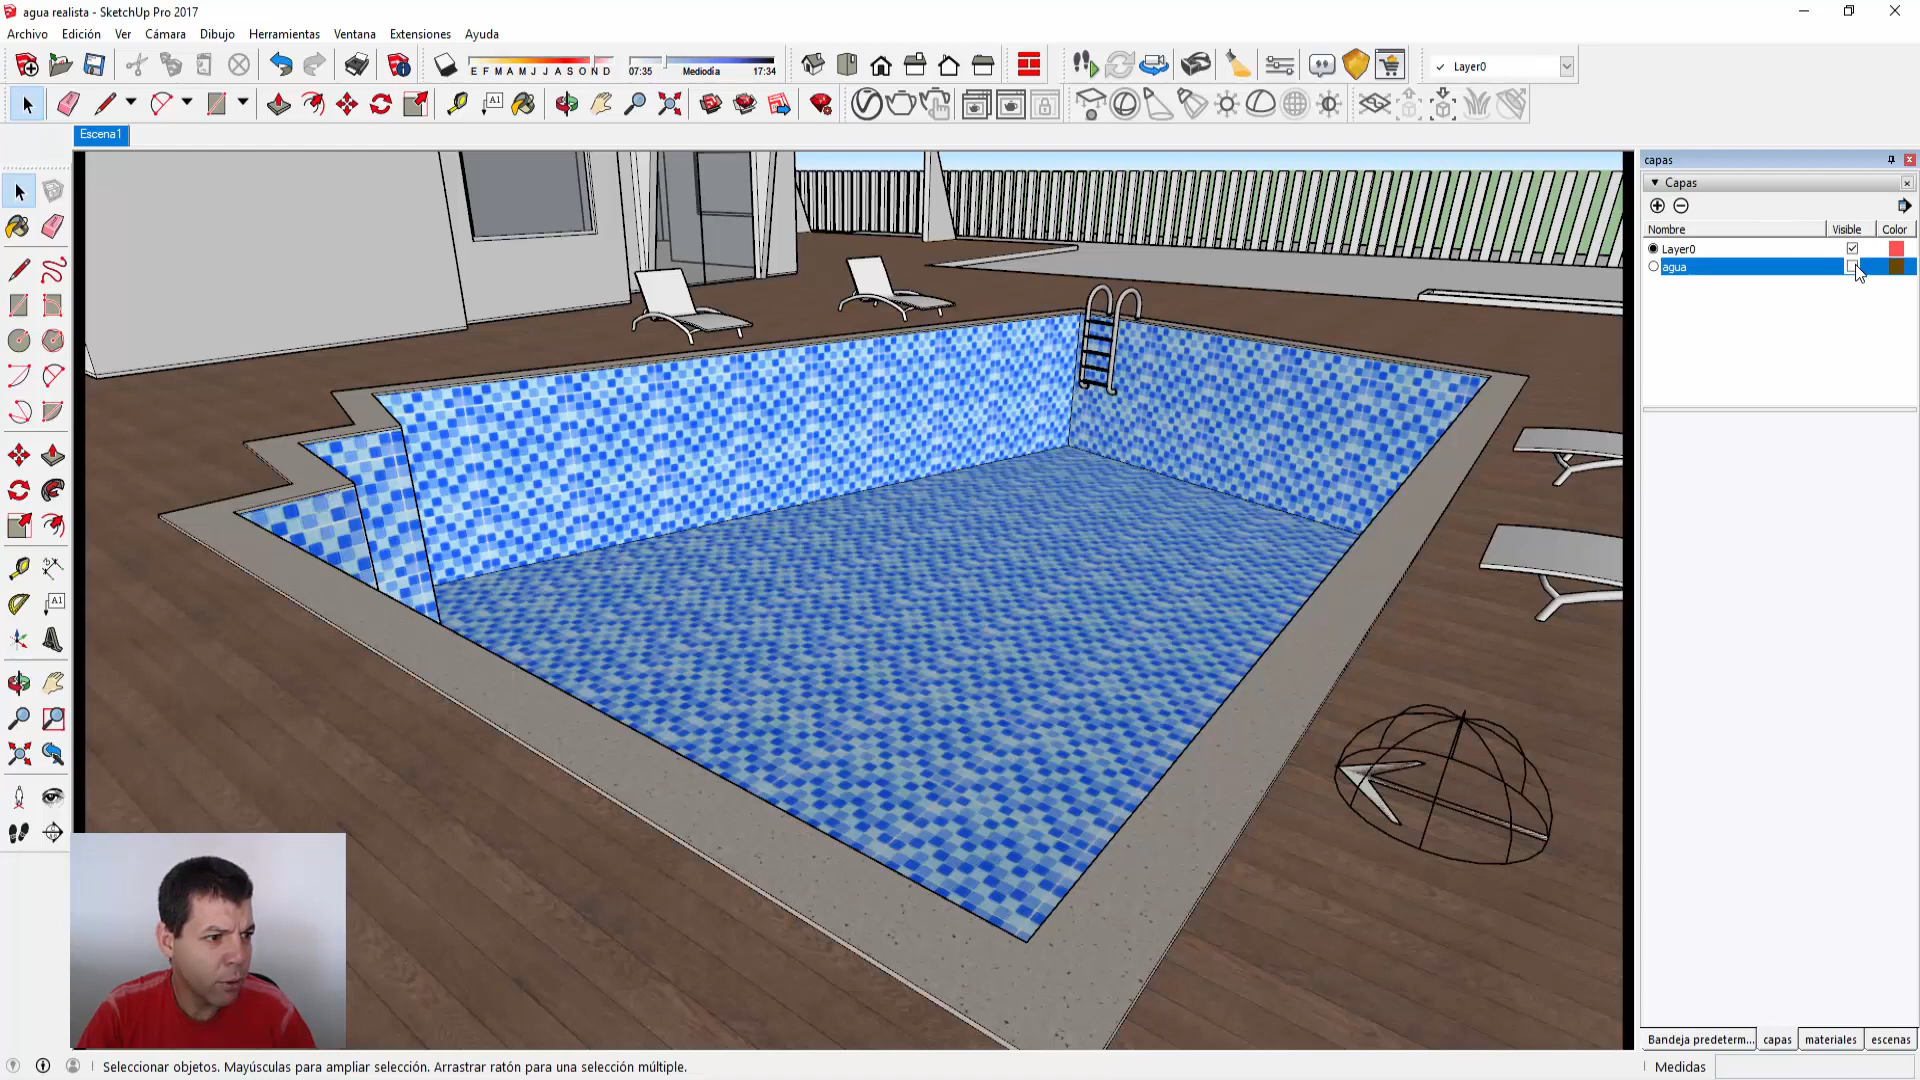 agua realista - SketchUp Pro 2017
Archivo Edición Ver Cámara Dibujo Herramientas Ventana Extensiones Ayuda
E F M A M J J A S O N D 07:35 Mediodía 17:34 Layer0
A1
Escena1
capas
Capas
Nombre Visible Color
Layer0
agua
A1
Bandeja predeterm... capas materiales escenas
Seleccionar objetos. Mayúsculas para ampliar selección. Arrastrar ratón para una selección múltiple.
Medidas